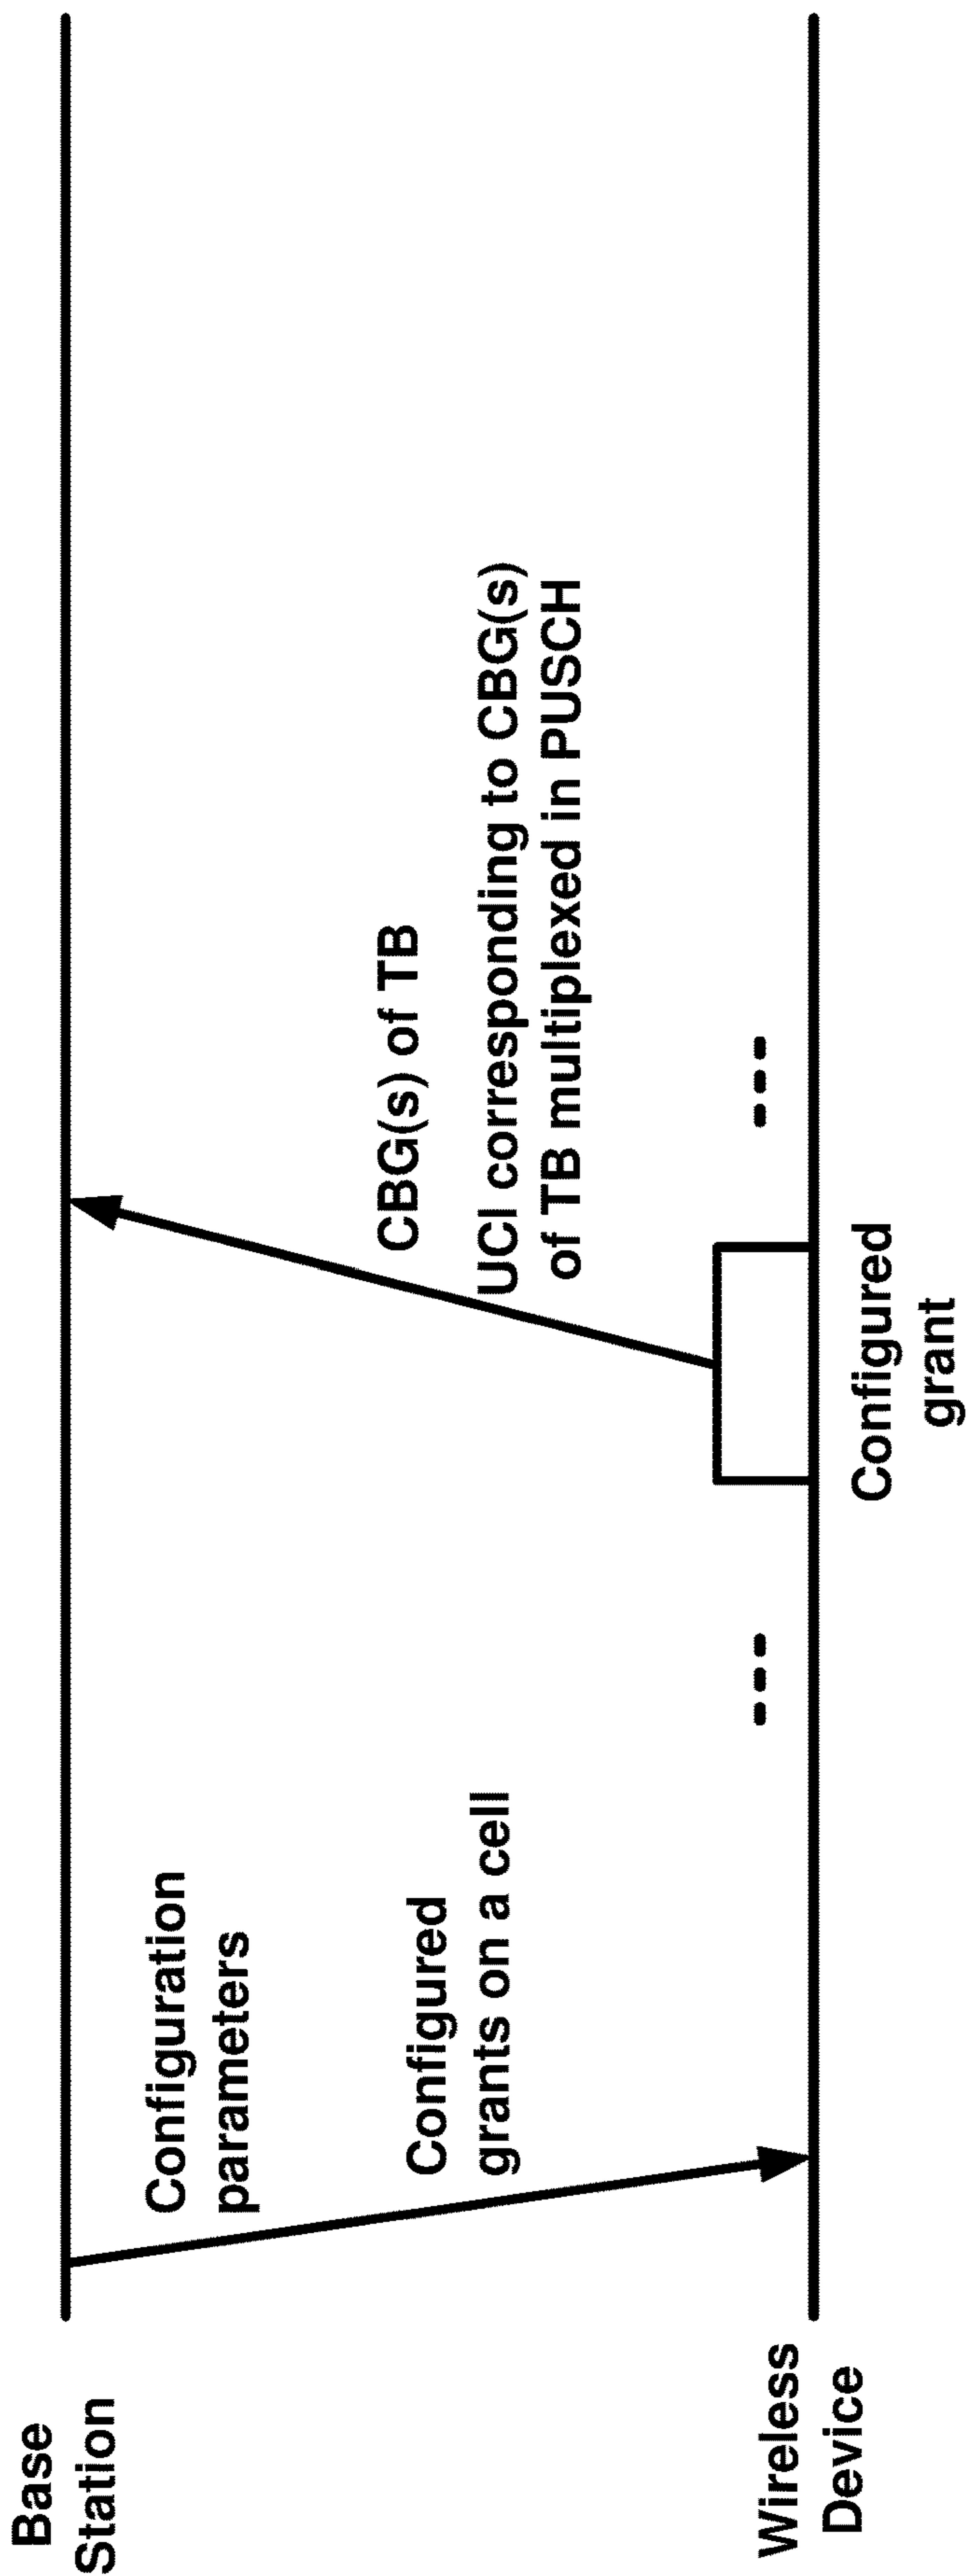 Base
Station
Configuration
parameters
Configured
grants on a cell
CBG(s) of TB
UCI corresponding to CBG(s)
of TB multiplexed in PUSCH
Wireless
Device
Configured
grant